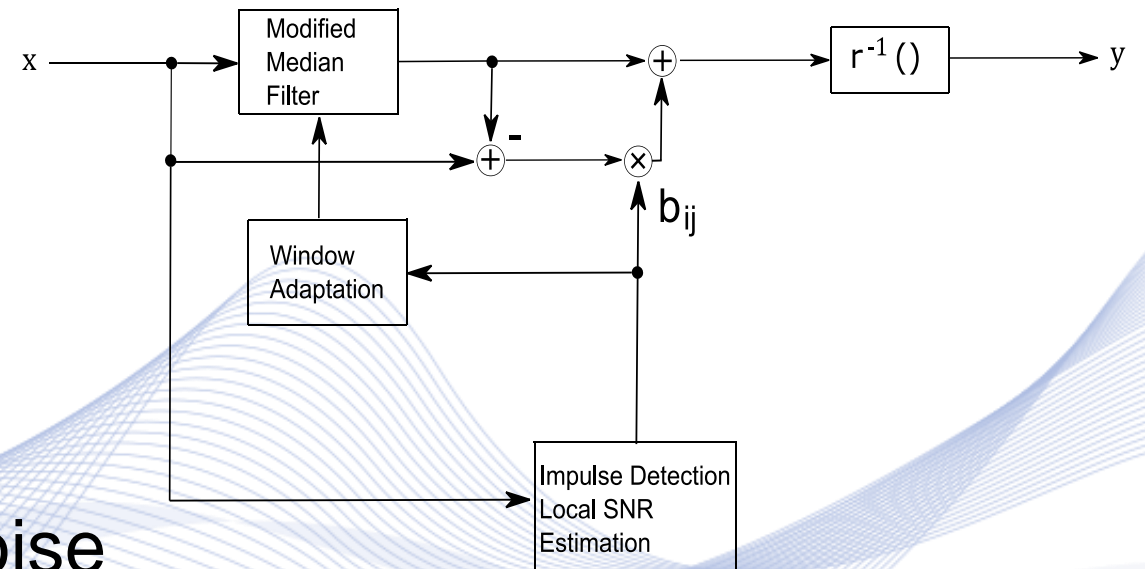 x
Modified
Median
Filter
+
r⁻¹ ()
y
+
-
×
b_ij
Window
Adaptation
Impulse Detection
Local SNR
Estimation